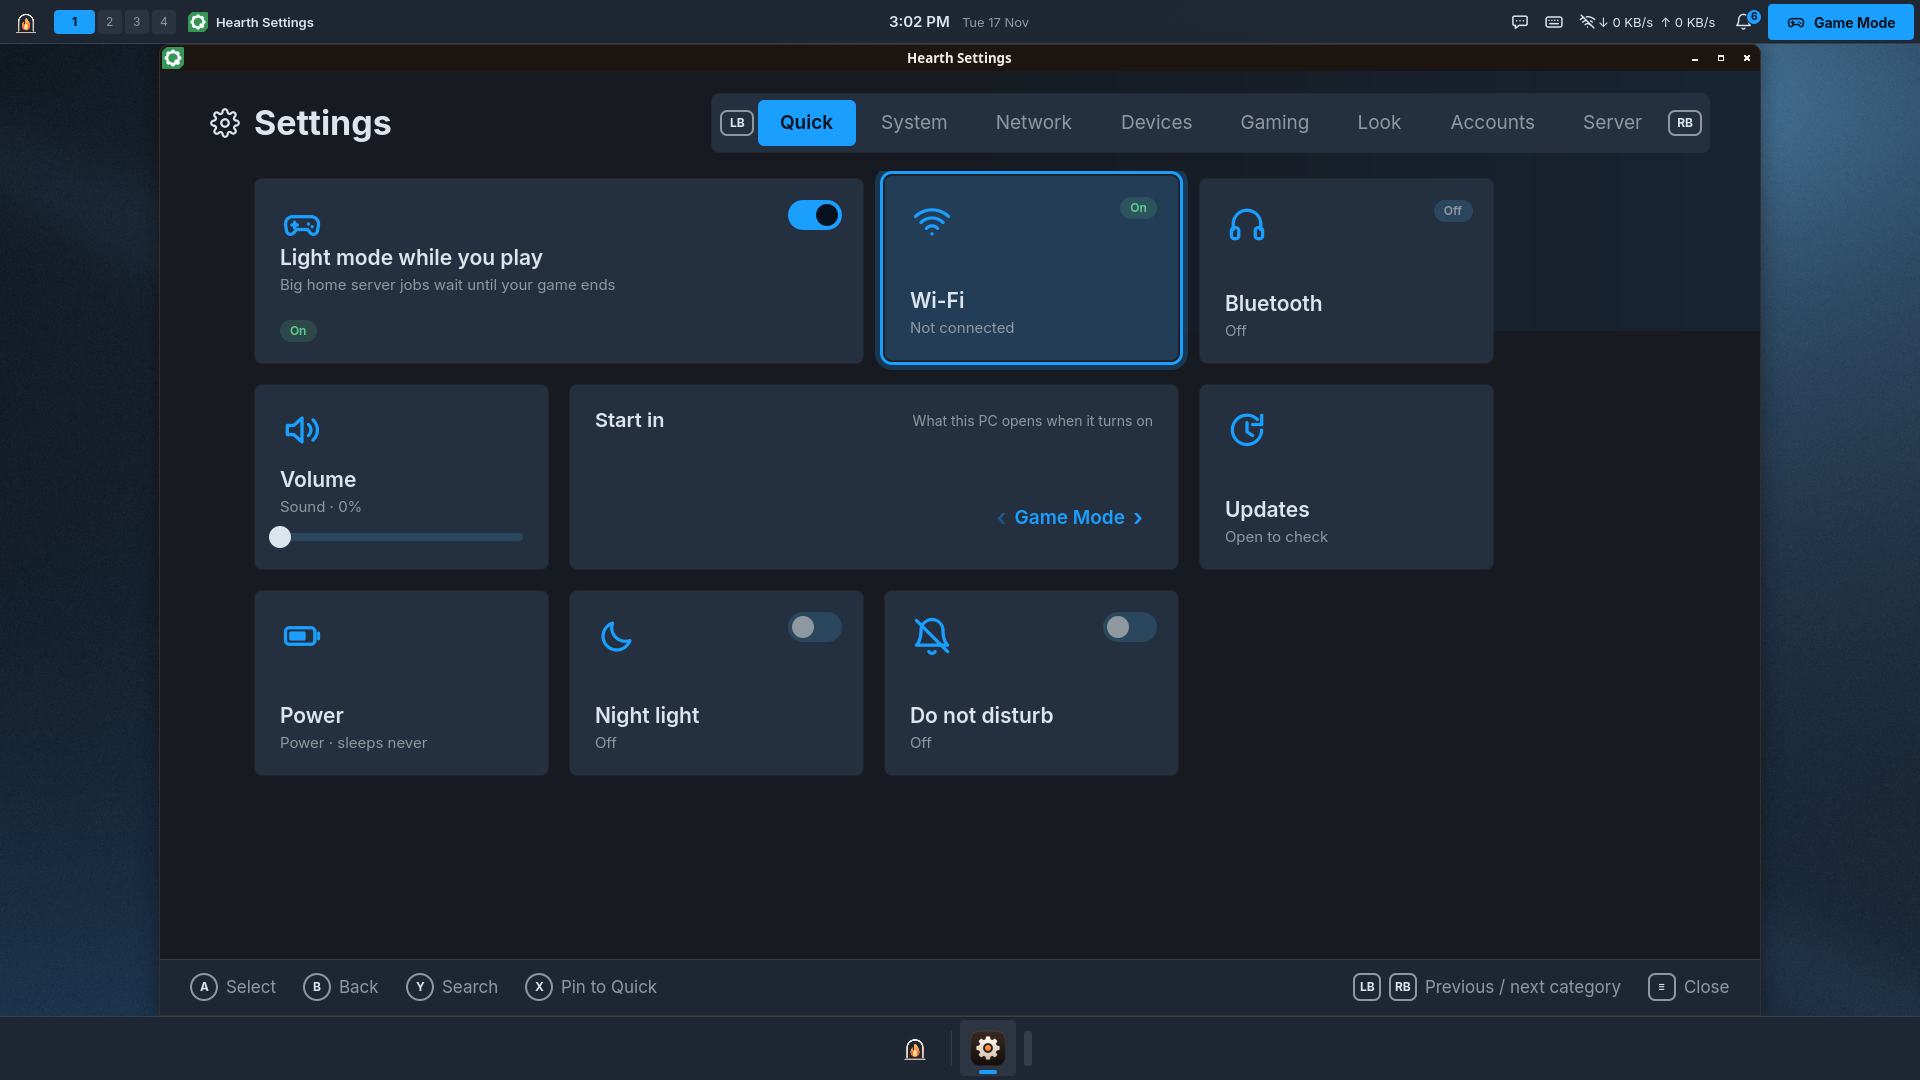 1 2 3 4 Hearth Settings
3:02 PM Tue 17 Nov
0 KB/s 0 KB/s 6 Game Mode
Hearth Settings
Settings
LB Quick System Network Devices Gaming Look Accounts Server RB
Light mode while you play
Big home server jobs wait until your game ends
On
On
Wi-Fi
Not connected
Off
Bluetooth
Off
Volume
Sound · 0%
Start in
What this PC opens when it turns on
‹ Game Mode ›
Updates
Open to check
Power
Power · sleeps never
Night light
Off
Do not disturb
Off
A Select B Back Y Search X Pin to Quick
LB RB Previous / next category ≡ Close